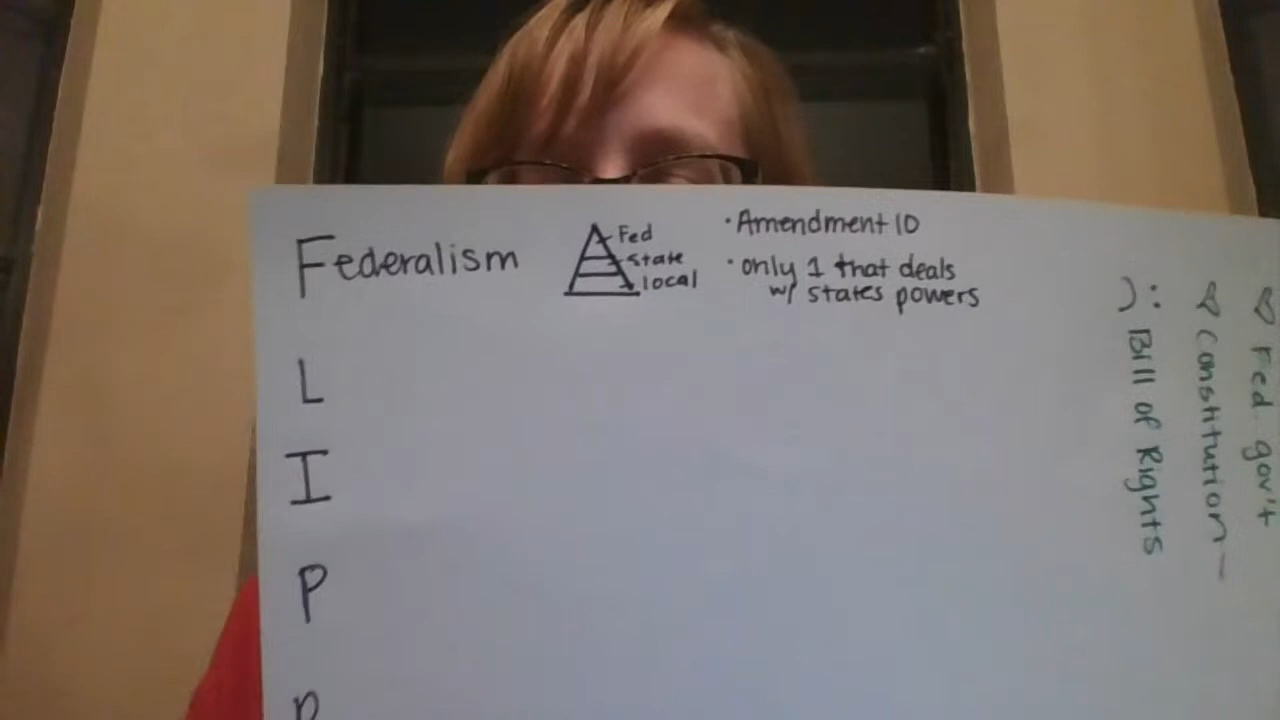 Federalism
Fed
state
local
· Amendment 10
· only 1 that deals
w/ states powers
L
I
P
♡ Fed. gov't
♡ Constitution -
): Bill of Rights